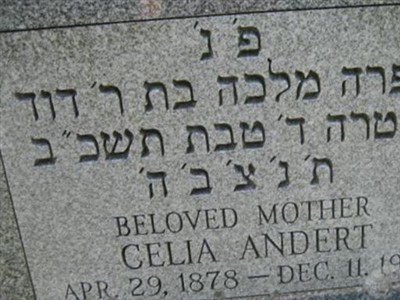 פ׳ נ׳
פרה מלכה בת ר׳ דוד
טרה ד׳ טבת תשכ״ב
ת׳ נ׳ צ׳ ב׳ ה׳
BELOVED MOTHER
CELIA ANDERT
APR. 29, 1878 — DEC. 11, 19